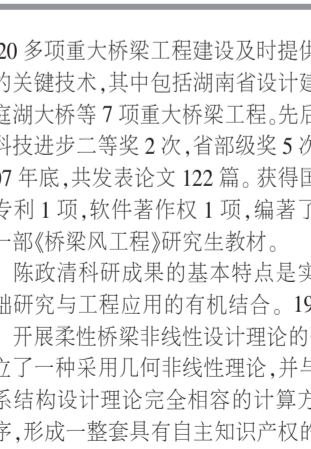 20 多项重大桥梁工程建设及时提供
的关键技术,其中包括湖南省设计建
庭湖大桥等 7 项重大桥梁工程。先后
科技进步二等奖 2 次,省部级奖 5 次
07 年底,共发表论文 122 篇。获得国
专利 1 项,软件著作权 1 项,编著了
一部《桥梁风工程》研究生教材。
陈政清科研成果的基本特点是实
础研究与工程应用的有机结合。19
开展柔性桥梁非线性设计理论的
立了一种采用几何非线性理论,并与
系结构设计理论完全相容的计算方
序,形成一整套具有自主知识产权的